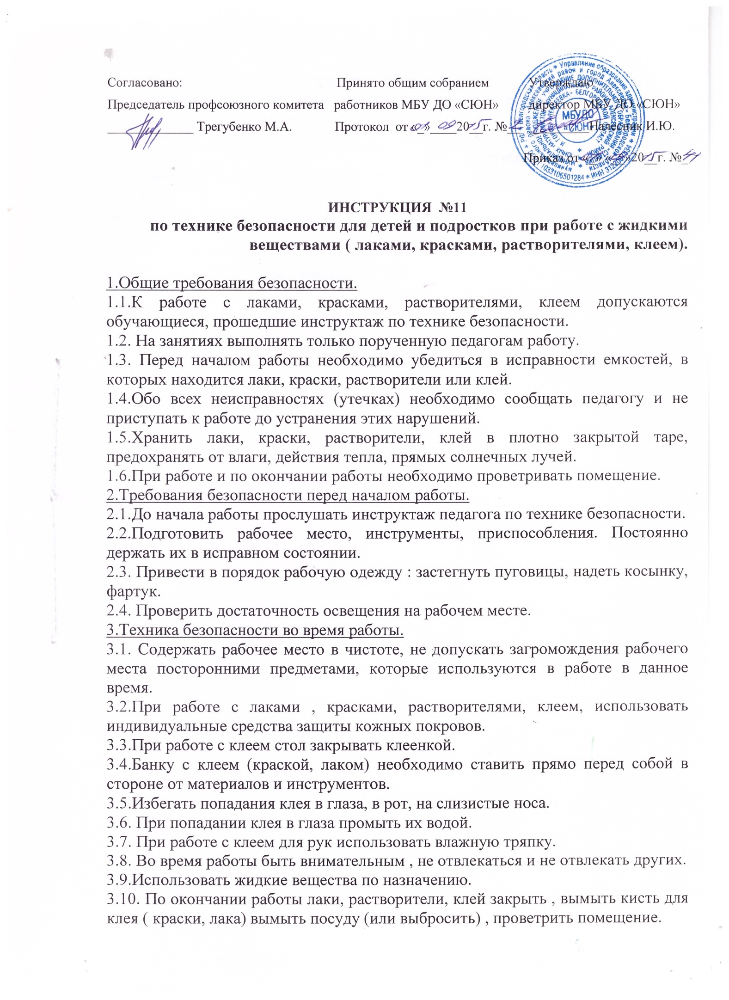 Согласовано: Принято общим собранием Утверждаю
Председатель профсоюзного комитета работников МБУ ДО «СЮН» директор МБУ ДО «СЮН»
_____________ Трегубенко М.А. Протокол от «01» 09 2015 г. № 2 __________ Налесник И.Ю.
Приказ от «_» «_»2015 г. №
МБУДО
«СЮН»
ИНСТРУКЦИЯ №11
по технике безопасности для детей и подростков при работе с жидкими
веществами ( лаками, красками, растворителями, клеем).
1.Общие требования безопасности.
1.1.К работе с лаками, красками, растворителями, клеем допускаются
обучающиеся, прошедшие инструктаж по технике безопасности.
1.2. На занятиях выполнять только порученную педагогам работу.
1.3. Перед началом работы необходимо убедиться в исправности емкостей, в
которых находится лаки, краски, растворители или клей.
1.4.Обо всех неисправностях (утечках) необходимо сообщать педагогу и не
приступать к работе до устранения этих нарушений.
1.5.Хранить лаки, краски, растворители, клей в плотно закрытой таре,
предохранять от влаги, действия тепла, прямых солнечных лучей.
1.6.При работе и по окончании работы необходимо проветривать помещение.
2.Требования безопасности перед началом работы.
2.1.До начала работы прослушать инструктаж педагога по технике безопасности.
2.2.Подготовить рабочее место, инструменты, приспособления. Постоянно
держать их в исправном состоянии.
2.3. Привести в порядок рабочую одежду : застегнуть пуговицы, надеть косынку,
фартук.
2.4. Проверить достаточность освещения на рабочем месте.
3.Техника безопасности во время работы.
3.1. Содержать рабочее место в чистоте, не допускать загромождения рабочего
места посторонними предметами, которые используются в работе в данное
время.
3.2.При работе с лаками , красками, растворителями, клеем, использовать
индивидуальные средства защиты кожных покровов.
3.3.При работе с клеем стол закрывать клеенкой.
3.4.Банку с клеем (краской, лаком) необходимо ставить прямо перед собой в
стороне от материалов и инструментов.
3.5.Избегать попадания клея в глаза, в рот, на слизистые носа.
3.6. При попадании клея в глаза промыть их водой.
3.7. При работе с клеем для рук использовать влажную тряпку.
3.8. Во время работы быть внимательным , не отвлекаться и не отвлекать других.
3.9.Использовать жидкие вещества по назначению.
3.10. По окончании работы лаки, растворители, клей закрыть , вымыть кисть для
клея ( краски, лака) вымыть посуду (или выбросить) , проветрить помещение.